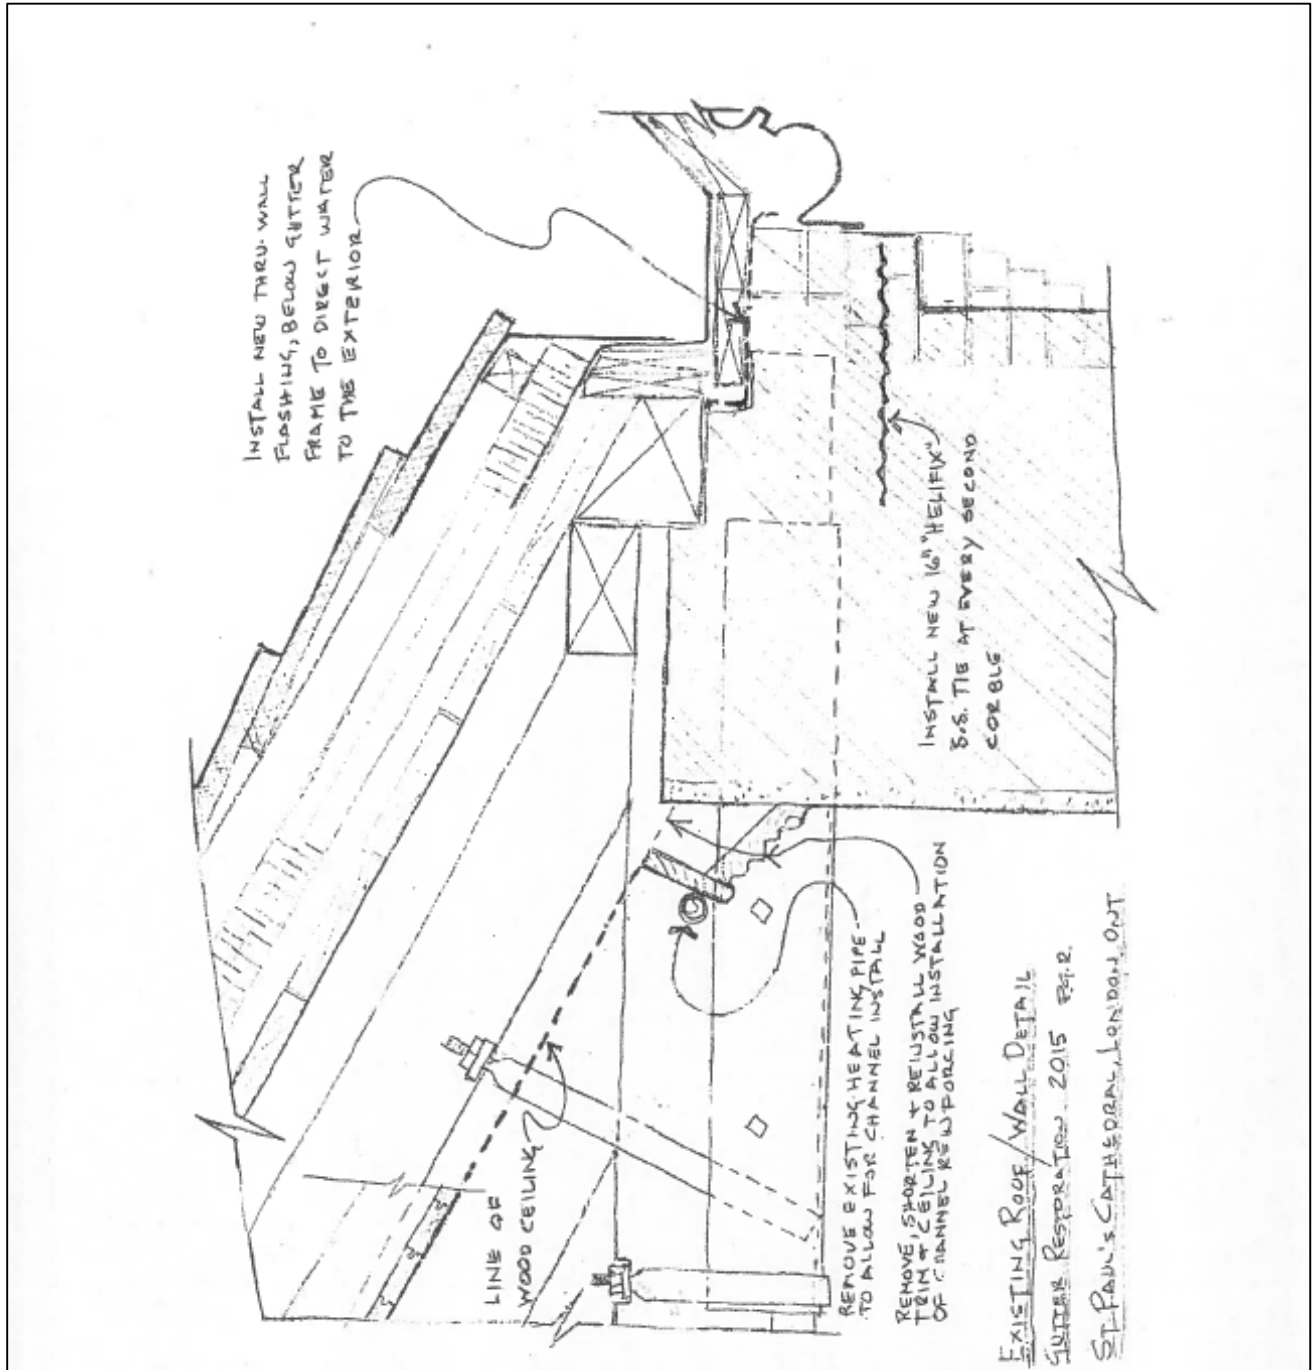 INSTALL NEW THRU-WALL
FLASHING, BELOW GUTTER
FRAME TO DIRECT WATER
TO THE EXTERIOR
INSTALL NEW 16" "HELIFIX"
S.S. TIE AT EVERY SECOND
CORBLE
LINE OF
WOOD CEILING
REMOVE EXISTING HEATING PIPE
TO ALLOW FOR CHANNEL INSTALL
REMOVE, SHORTEN + REINSTALL WOOD
TRIM + CEILING TO ALLOW INSTALLATION
OF CHANNEL REINFORCING
EXISTING ROOF/WALL DETAIL
GUTTER RESTORATION 2015 PG.2.
ST. PAUL'S CATHEDRAL, LONDON, ONT